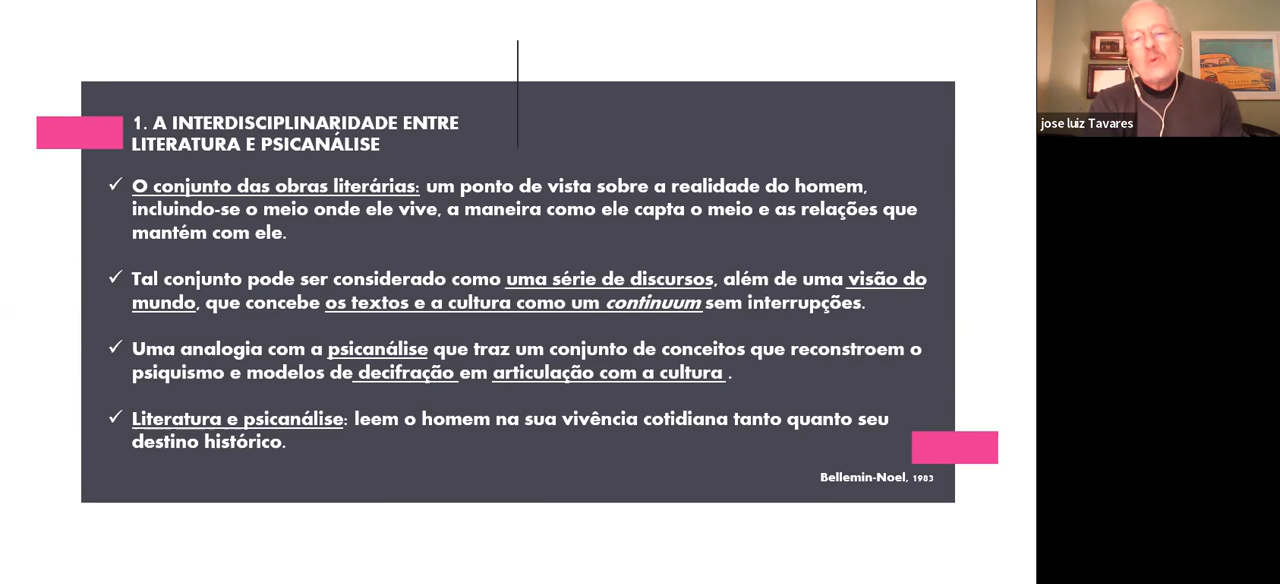 1. A INTERDISCIPLINARIDADE ENTRE
LITERATURA E PSICANÁLISE
✓ O conjunto das obras literárias: um ponto de vista sobre a realidade do homem,
incluindo-se o meio onde ele vive, a maneira como ele capta o meio e as relações que
mantém com ele.
✓ Tal conjunto pode ser considerado como uma série de discursos, além de uma visão do
mundo, que concebe os textos e a cultura como um continuum sem interrupções.
✓ Uma analogia com a psicanálise que traz um conjunto de conceitos que reconstroem o
psiquismo e modelos de decifração em articulação com a cultura .
✓ Literatura e psicanálise: leem o homem na sua vivência cotidiana tanto quanto seu
destino histórico.
Bellemin-Noel, 1983
jose luiz Tavares